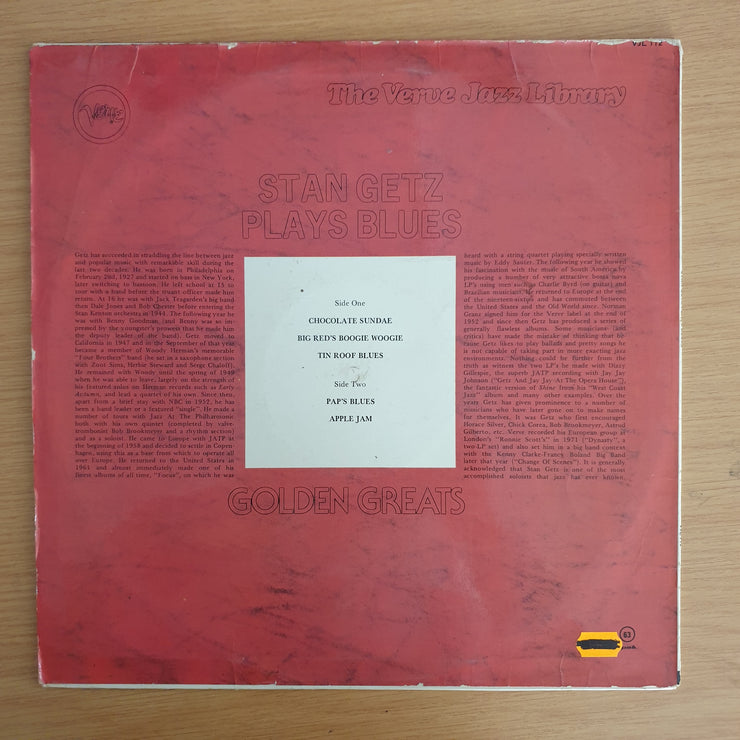 VJL 112
Verve
The Verve Jazz Library
STAN GETZ
PLAYS BLUES
Getz has acceeded in straddling the line between jazz
and popular music with remarkable skill during the
last two decades. He was born in Philadelphia on
February 2nd, 1927 and started on bass in New York,
later switching to bassoon. He left school at 15 to
tour with a band before the truant officer made him
return. At 16 he was with Jack Teagarden's big band
then Dale Jones and Bob Chester before entering the
Stan Kenton orchestra in 1944. The following year he
was with Benny Goodman, (and Benny was so im-
pressed by the youngster's prowess that he made him
the deputy leader of the band). Getz moved to
California in 1947 and in the September of that year
became a member of Woody Herman's memorable
"Four Brothers" band (he sat in a saxophone section
with Zoot Sims, Herbie Steward and Serge Chaloff).
He remained with Woody until the spring of 1949
when he was able to leave, largely on the strength of
his featured solos on Herman records such as Early
Autumn, and lead a quartet of his own. Since then,
apart from a brief stay with NBC in 1952, he has
been a band leader or a featured "single". He made a
number of tours with Jazz At The Philharmonic
both with his own quintet (completed by valve-
trombonist Bob Brookmeyer and a rhythm section)
and as a soloist. He came to Europe with JATP at
the beginning of 1958 and decided to settle in Copen-
hagen, using this as a base from which to operate all
over Europe. He returned to the United States in
1961 and almost immediately made one of his
finest albums of all time, "Focus", on which he was
Side One
CHOCOLATE SUNDAE
BIG RED'S BOOGIE WOOGIE
TIN ROOF BLUES
Side Two
PAP'S BLUES
APPLE JAM
heard with a string quartet playing specially written
music by Eddy Sauter. The following year he showed
his fascination with the music of South America by
producing a number of very attractive bossa nova
LP's using men such as Charlie Byrd (on guitar) and
Brazilian musicians. He returned to Europe at the end
of the nineteen-sixties and has commuted between
the United States and the Old World since. Norman
Granz signed him for the Verve label at the end of
1952 and since then Getz has produced a series of
generally flawless albums. Some musicians (and
critics) have made the mistake of thinking that be-
cause Getz likes to play ballads and pretty songs he
is not capable of taking part in more exacting jazz
environments. Nothing could be further from the
truth as witness the two LP's he made with Dizzy
Gillespie, the superb JATP recording with Jay Jay
Johnson ("Getz And Jay Jay At The Opera House"),
the fantastic version of Shine from his "West Coast
Jazz" album and many other examples. Over the
years Getz has given prominence to a number of
musicians who have later gone on to make names
for themselves. It was Getz who first encouraged
Horace Silver, Chick Corea, Bob Brookmeyer, Astrud
Gilberto, etc. Verve recorded his European group at
London's "Ronnie Scott's" in 1971 ("Dynasty", a
two-LP set) and also set him in a big band context
with the Kenny Clarke-Francy Boland Big Band
later that year ("Change Of Scenes"). It is generally
acknowledged that Stan Getz is one of the most
accomplished soloists that jazz has ever known.
GOLDEN GREATS
63